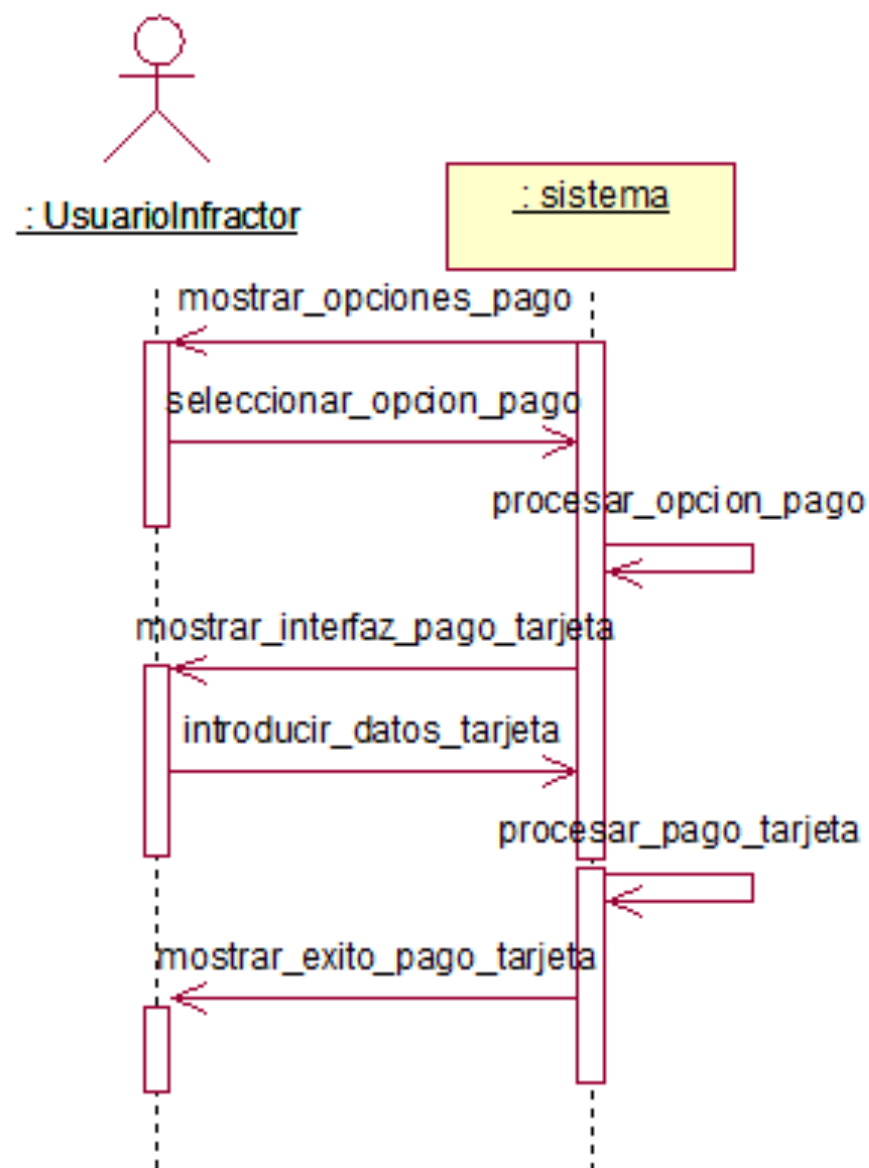 : UsuarioInfractor
: sistema
mostrar_opciones_pago
seleccionar_opcion_pago
procesar_opcion_pago
mostrar_interfaz_pago_tarjeta
introducir_datos_tarjeta
procesar_pago_tarjeta
mostrar_exito_pago_tarjeta